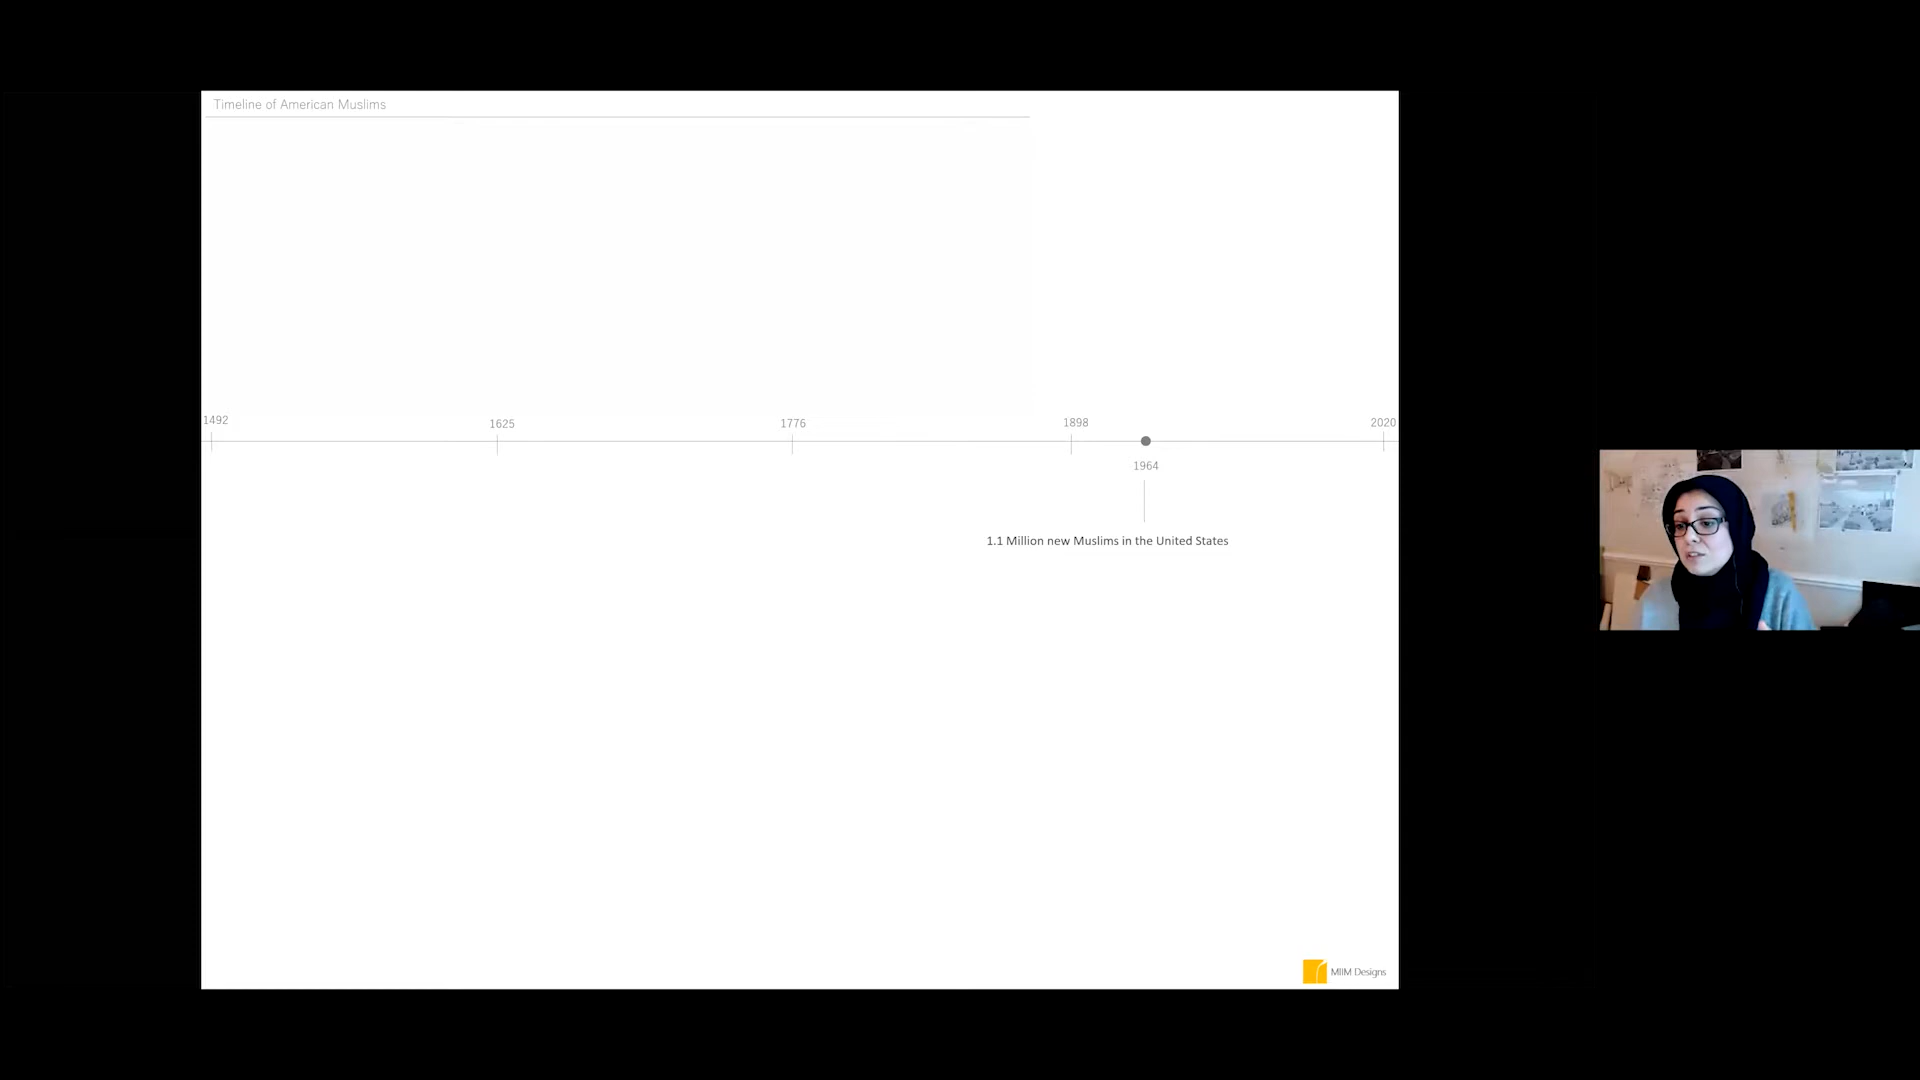 Timeline of American Muslims
1492
1625
1776
1898
2020
1964
1.1 Million new Muslims in the United States
MIIM Designs